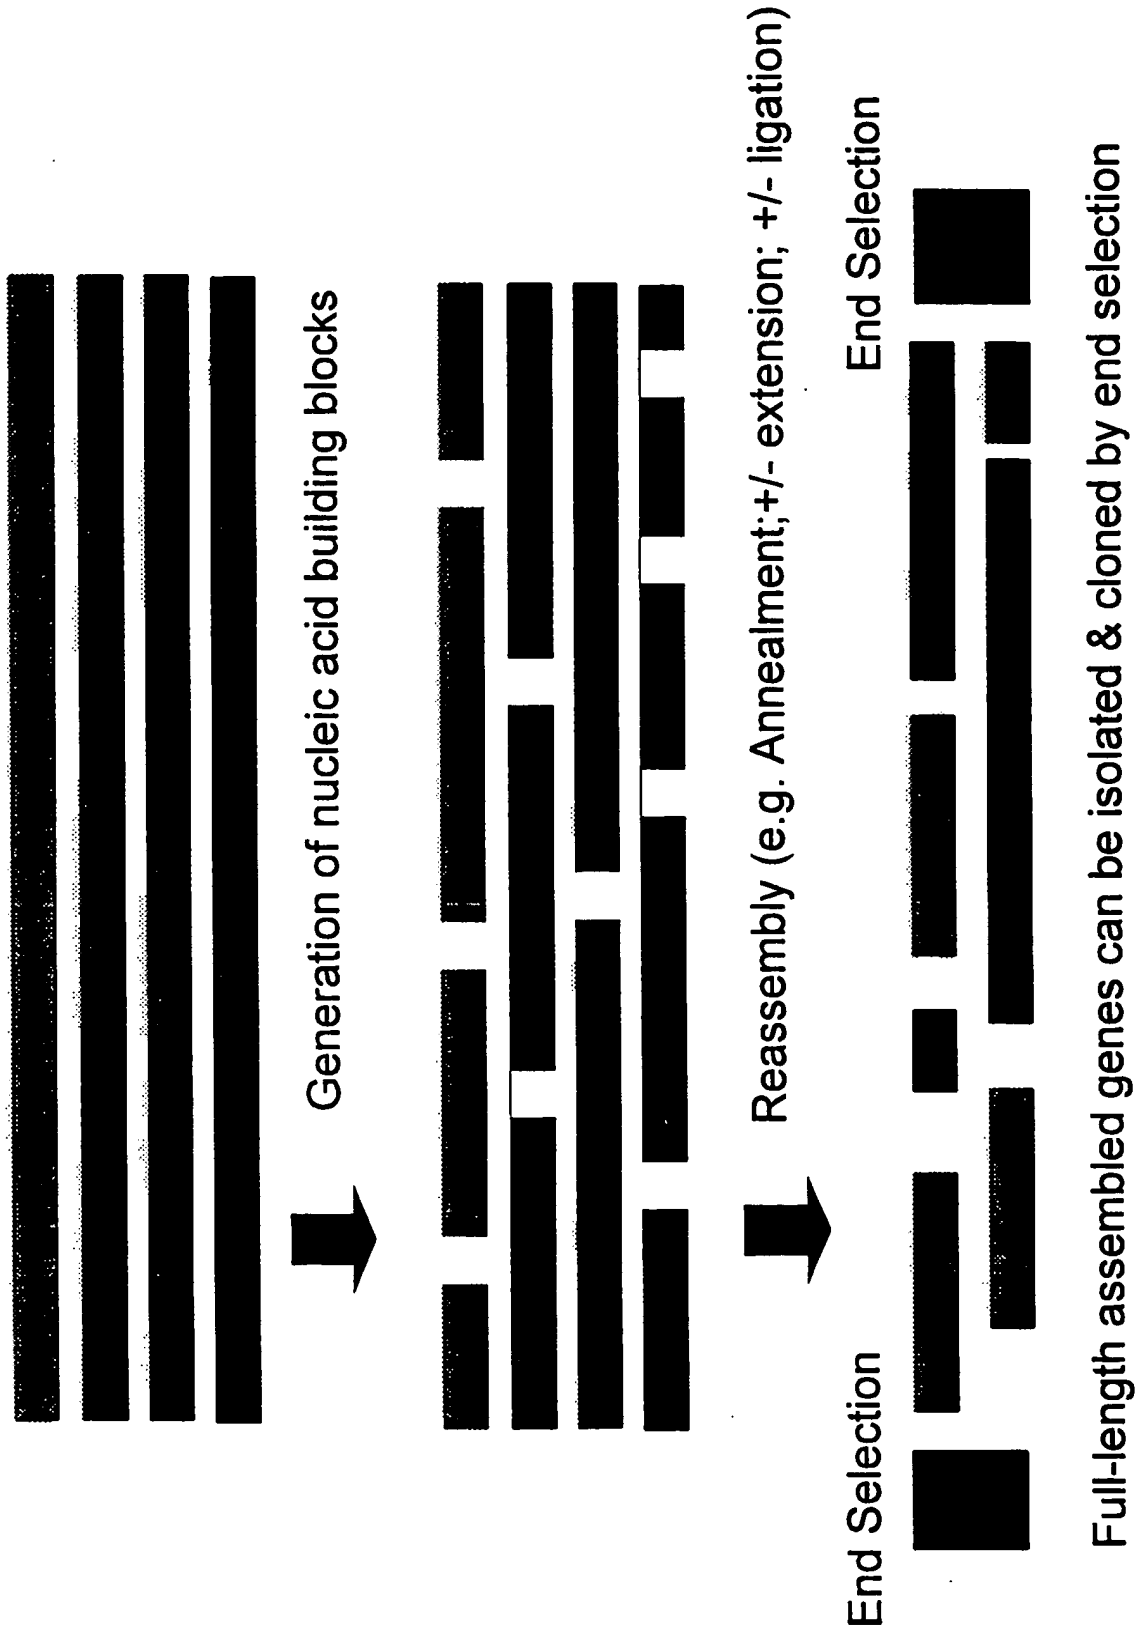 Generation of nucleic acid building blocks
Reassembly (e.g. Annealment;+/- extension; +/- ligation)
End Selection
End Selection
Full-length assembled genes can be isolated & cloned by end selection